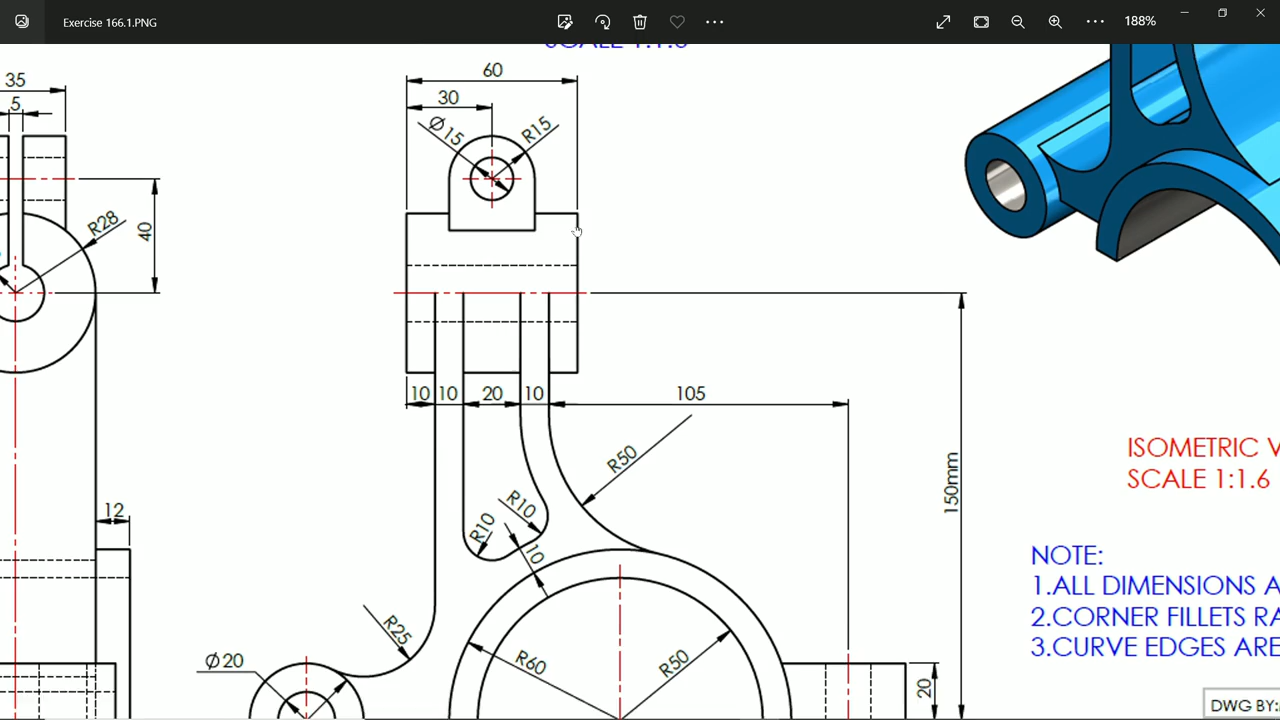 Exercise 166.1.PNG
188%
35
5
R28
40
12
60
30
Ø15
R15
10 10 20 10 105
R50
R10
R10
10
150mm
R25
Ø20
R60
R50
20
ISOMETRIC
SCALE 1:1.6
NOTE:
1.ALL DIMENSIONS
2.CORNER FILLETS
3.CURVE EDGES ARE
DWG BY: